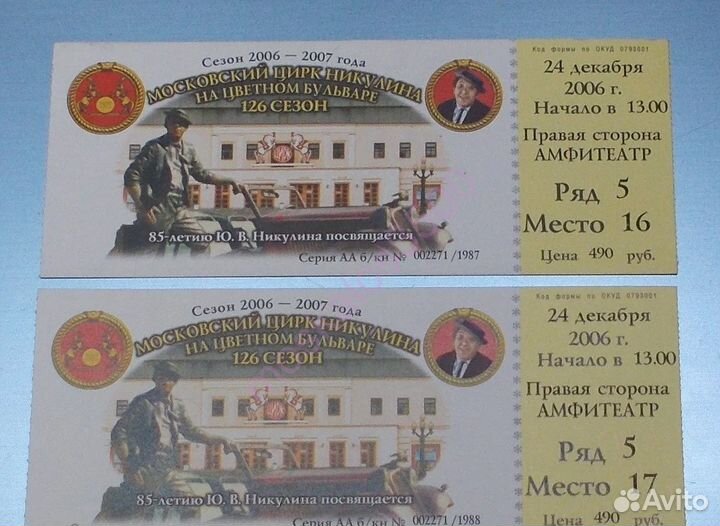 Код формы по ОКУД 0793001
Сезон 2006 — 2007 года
МОСКОВСКИЙ ЦИРК НИКУЛИНА
НА ЦВЕТНОМ БУЛЬВАРЕ
126 СЕЗОН
85-летию Ю. В. Никулина посвящается
Серия АА б/кн № 002271 /1987
24 декабря
2006 г.
Начало в 13.00
Правая сторона
АМФИТЕАТР
Ряд 5
Место 16
Цена 490 руб.
Код формы по ОКУД 0793001
Сезон 2006 — 2007 года
МОСКОВСКИЙ ЦИРК НИКУЛИНА
НА ЦВЕТНОМ БУЛЬВАРЕ
126 СЕЗОН
85-летию Ю. В. Никулина посвящается
Серия АА б/кн № 002271 /1988
24 декабря
2006 г.
Начало в 13.00
Правая сторона
АМФИТЕАТР
Ряд 5
Место 17
Цена 490 руб.
Avito